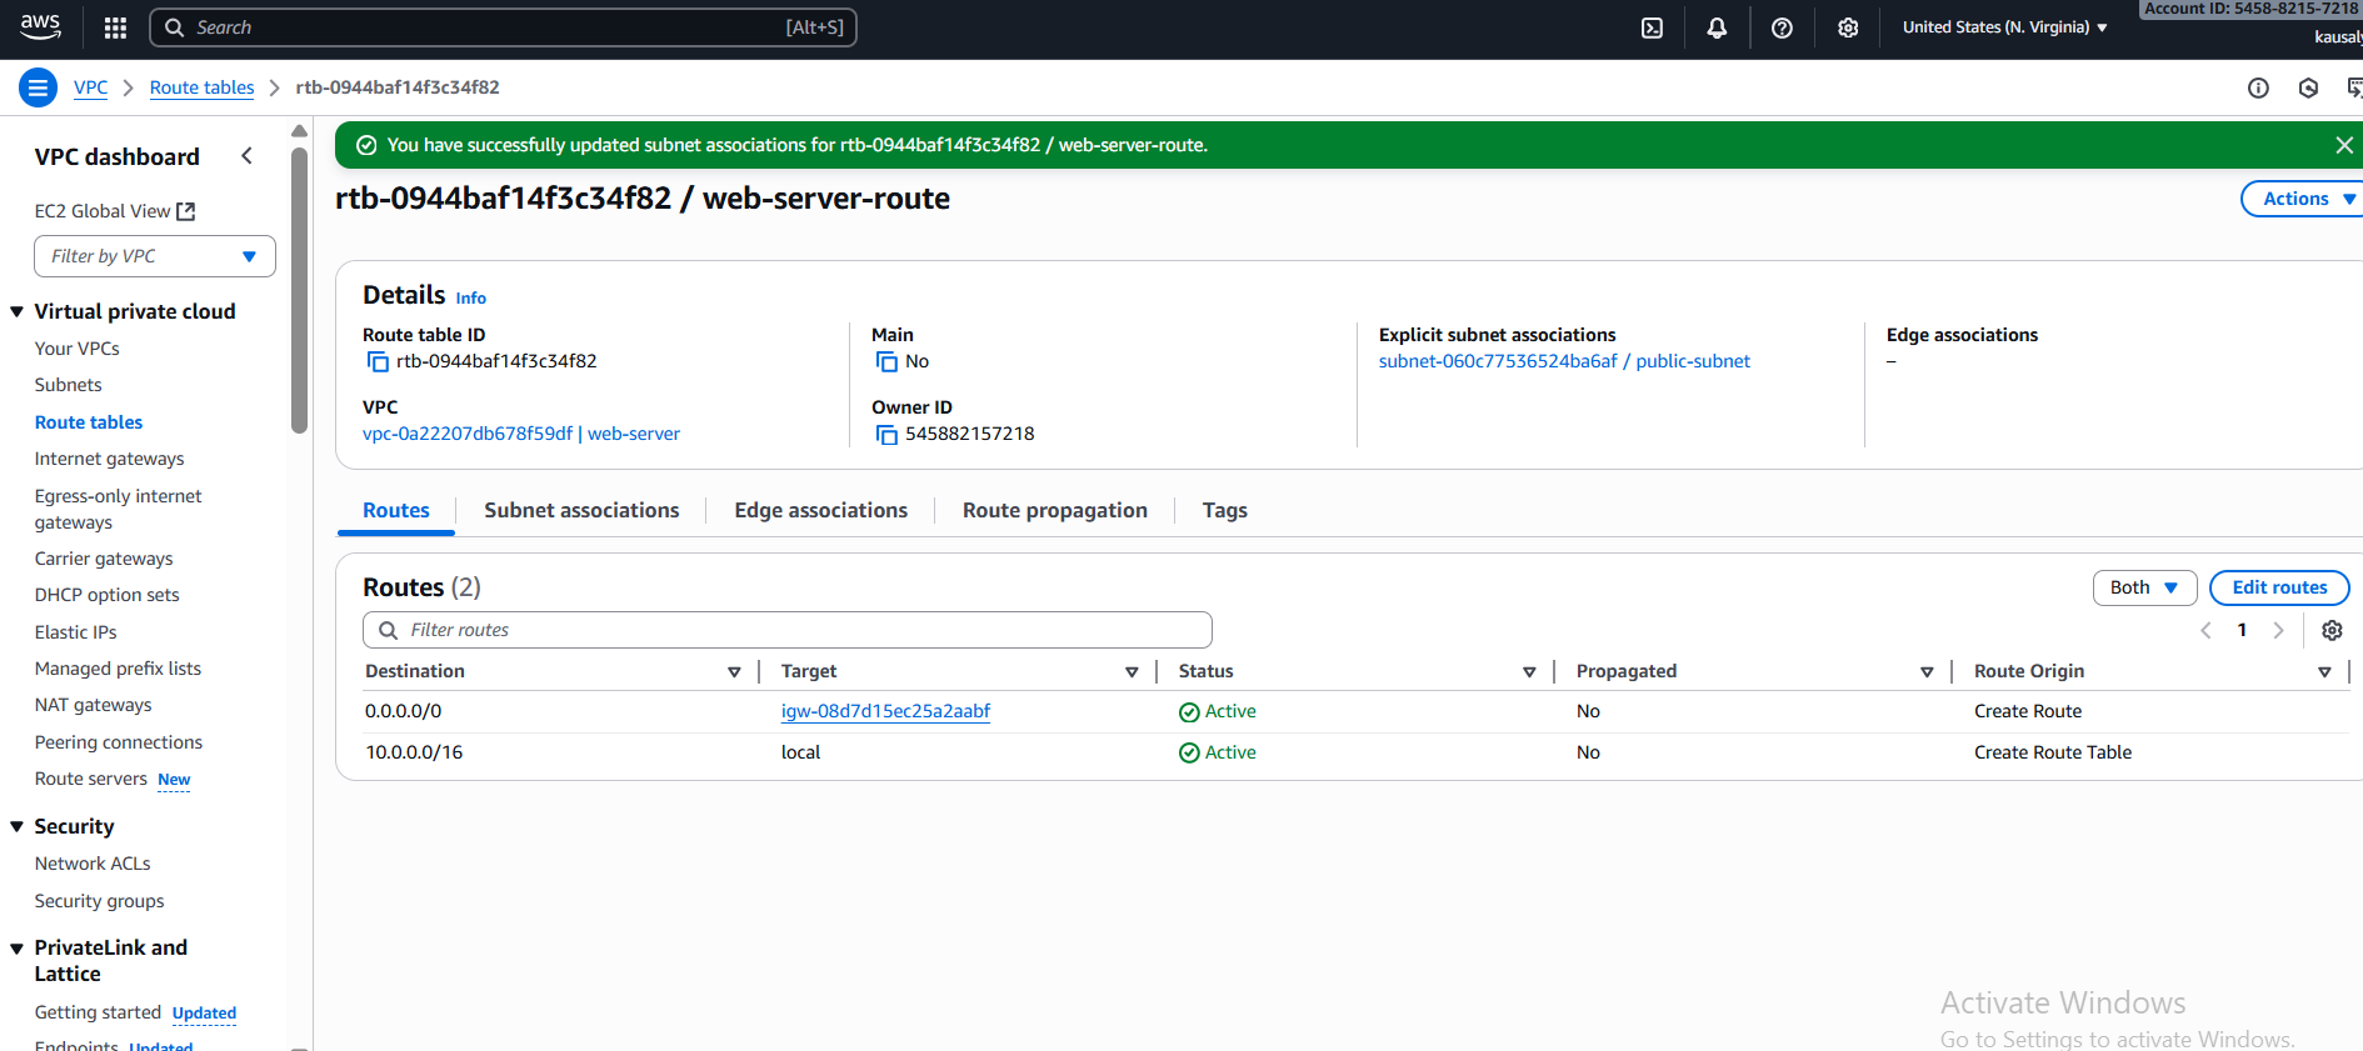 aws
Search [Alt+S]
United States (N. Virginia)
Account ID: 5458-8215-7218
VPC
Route tables
rtb-0944baf14f3c34f82
VPC dashboard
EC2 Global View
Filter by VPC
Virtual private cloud
Your VPCs
Subnets
Route tables
Internet gateways
Egress-only internet
gateways
Carrier gateways
DHCP option sets
Elastic IPs
Managed prefix lists
NAT gateways
Peering connections
Route servers New
Security
Network ACLs
Security groups
PrivateLink and
Lattice
Getting started Updated
Endpoints Updated
You have successfully updated subnet associations for rtb-0944baf14f3c34f82 / web-server-route.
rtb-0944baf14f3c34f82 / web-server-route
Actions
Details Info
Route table ID
rtb-0944baf14f3c34f82
Main
No
Explicit subnet associations
subnet-060c77536524ba6af / public-subnet
Edge associations
–
VPC
vpc-0a22207db678f59df | web-server
Owner ID
545882157218
Routes
Subnet associations
Edge associations
Route propagation
Tags
Routes (2)
Both
Edit routes
Filter routes
1
Destination Target Status Propagated Route Origin
0.0.0.0/0 igw-08d7d15ec25a2aabf Active No Create Route
10.0.0.0/16 local Active No Create Route Table
Activate Windows
Go to Settings to activate Windows.